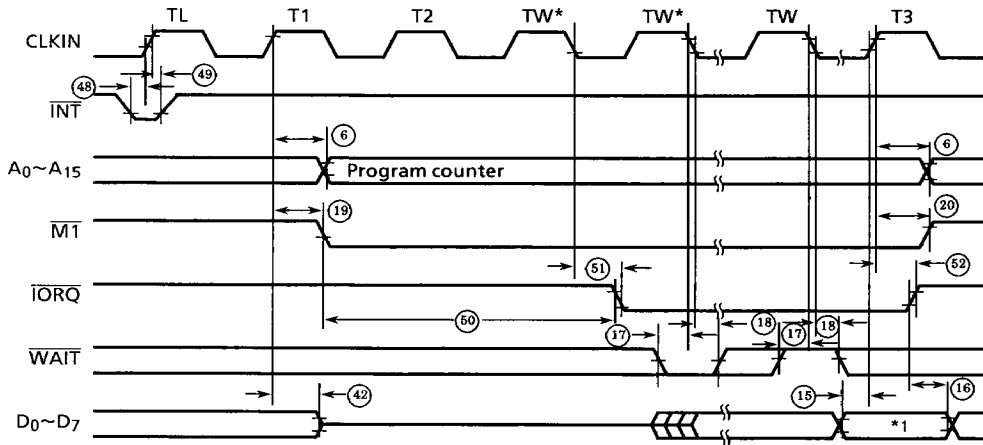 TL T1 T2 TW* TW* TW T3
CLKIN
48 49
INT
6 6
A0~A15 Program counter
19 20
M1
51 52
IORQ
50 17 18 17 18
WAIT
42 15 16
D0~D7 *1